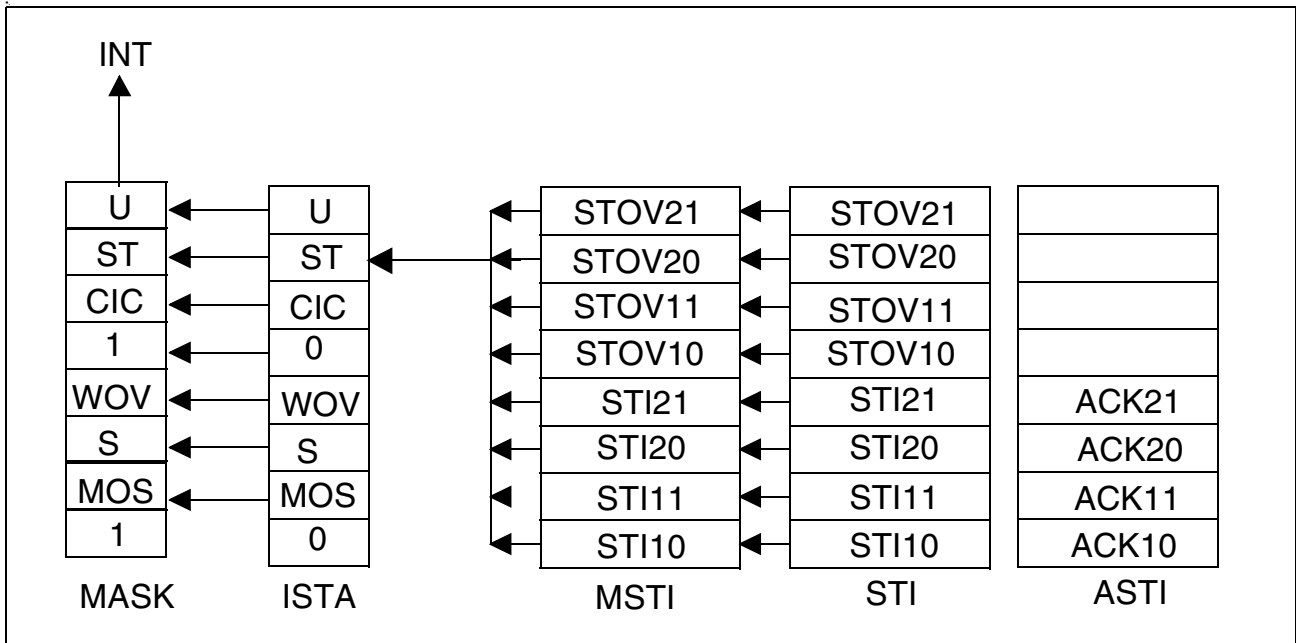 INT
U U STOV21 STOV21
ST ST STOV20 STOV20
CIC CIC STOV11 STOV11
1 0 STOV10 STOV10
WOV WOV STI21 STI21 ACK21
S S STI20 STI20 ACK20
MOS MOS STI11 STI11 ACK11
1 0 STI10 STI10 ACK10
MASK ISTA MSTI STI ASTI